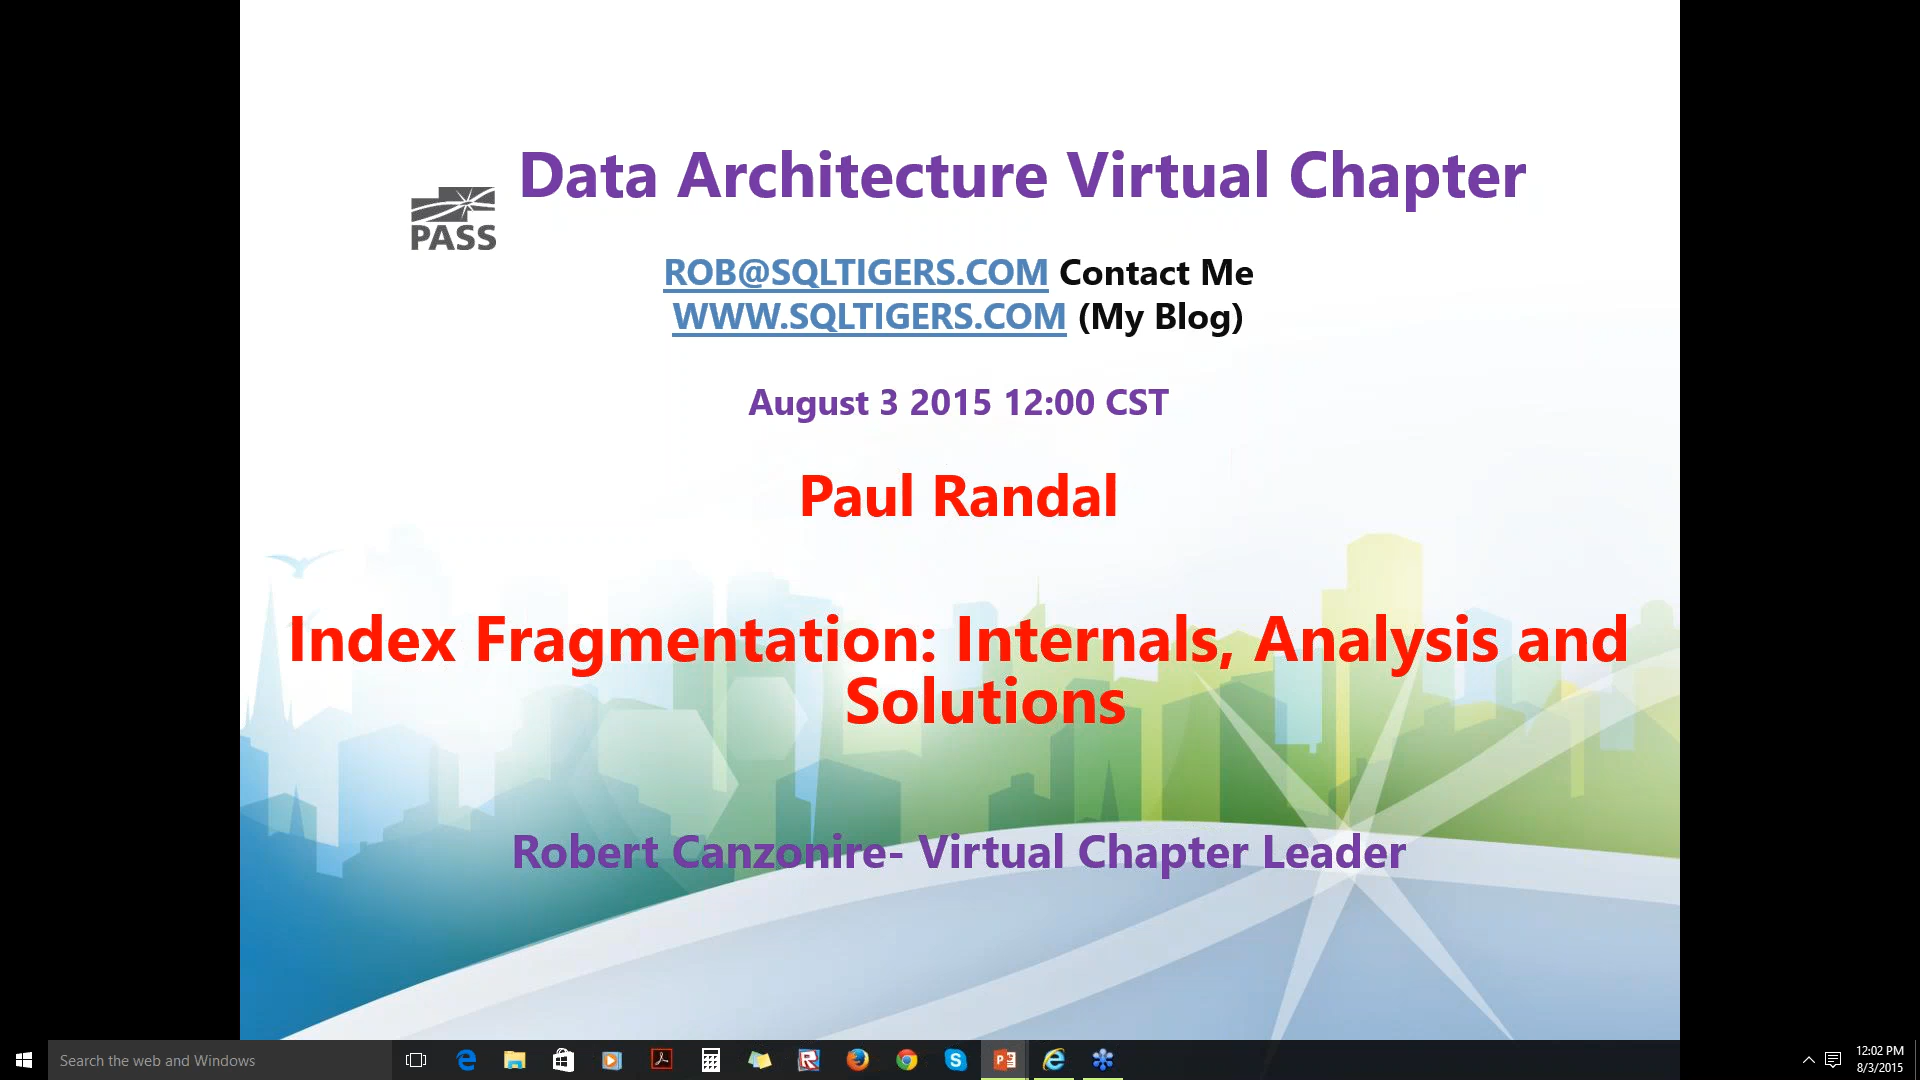 Data Architecture Virtual Chapter
PASS
ROB@SQLTIGERS.COM Contact Me
WWW.SQLTIGERS.COM (My Blog)
August 3 2015 12:00 CST
Paul Randal
Index Fragmentation: Internals, Analysis and
Solutions
Robert Canzonire- Virtual Chapter Leader
Search the web and Windows
12:02 PM
8/3/2015